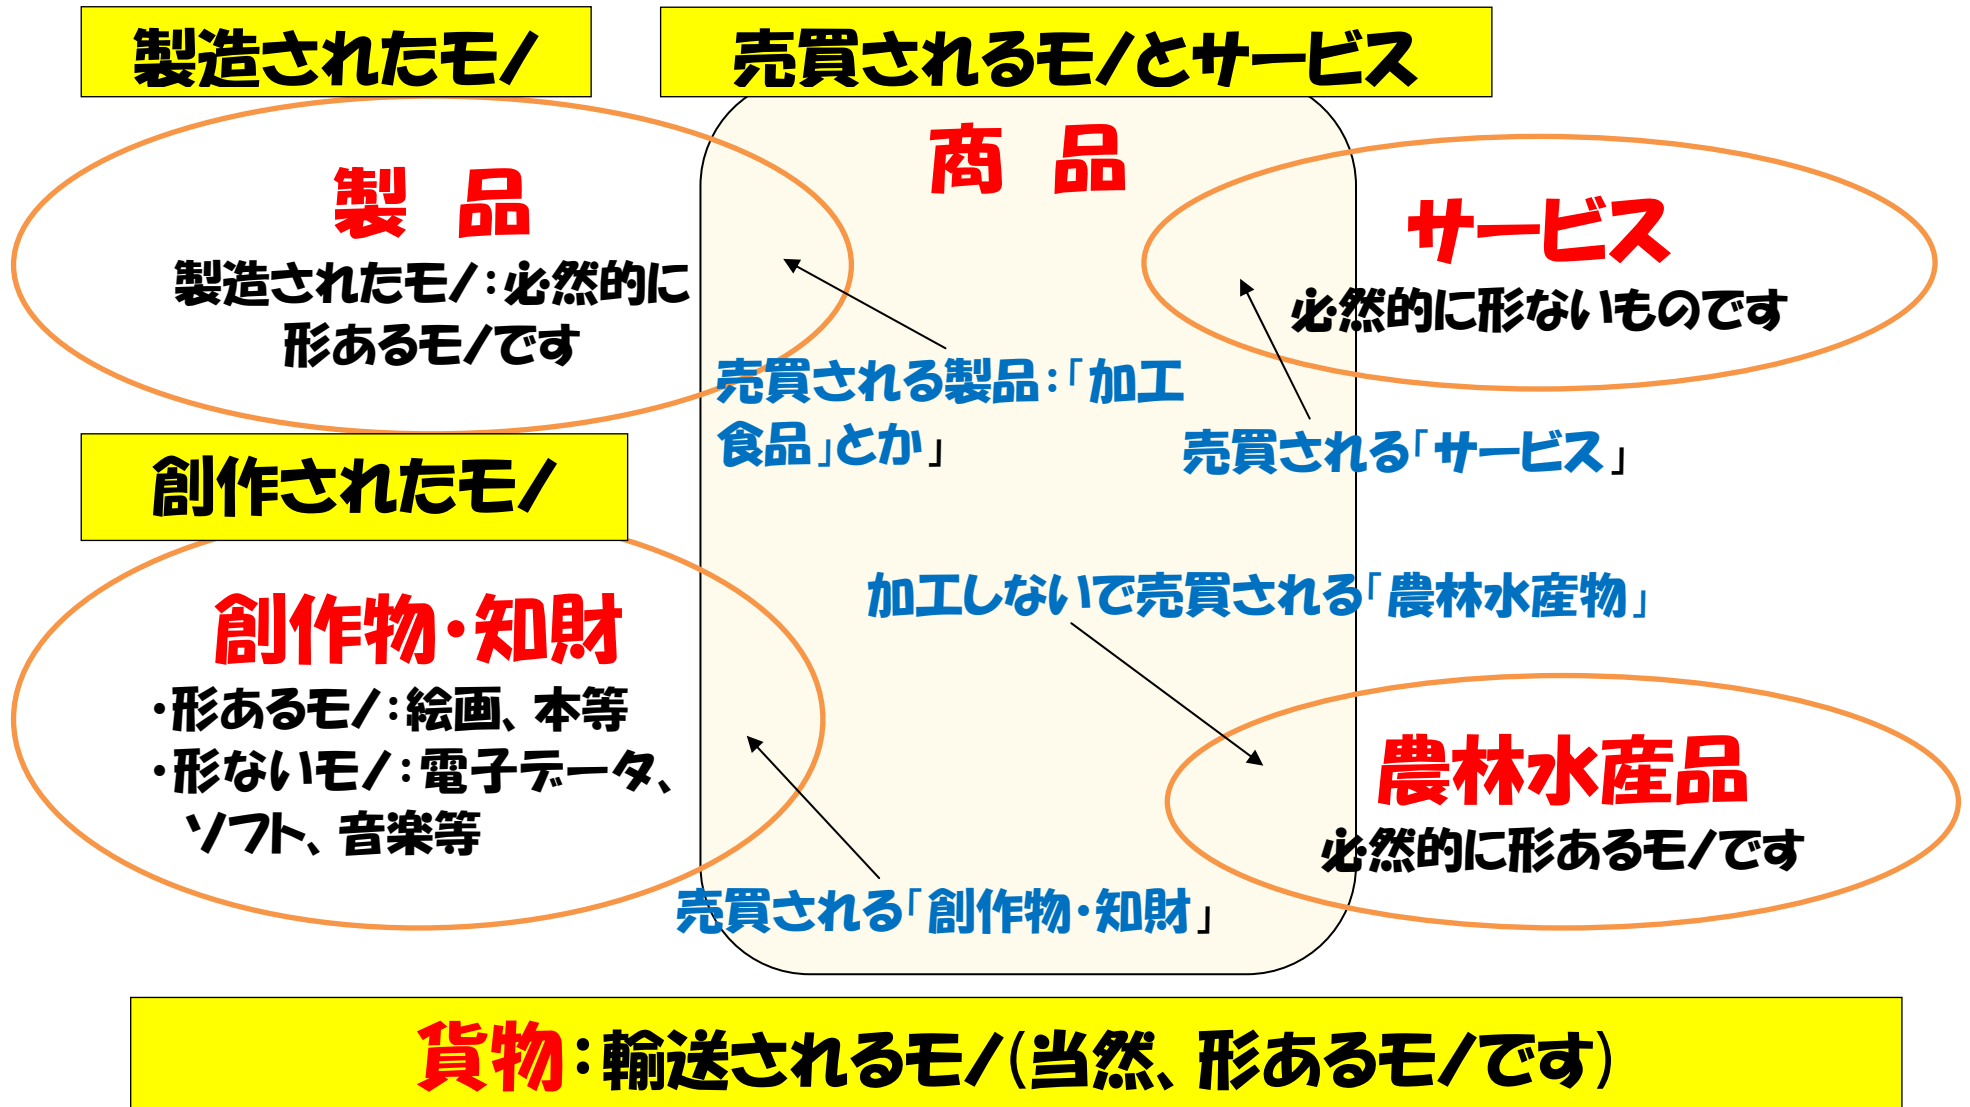 製造されたモノ
売買されるモノとサービス
商　品
製　品
製造されたモノ：必然的に
形あるモノです
サービス
必然的に形ないものです
売買される製品：「加工
食品」とか」
売買される「サービス」
創作されたモノ
創作物・知財
・形あるモノ：絵画、本等
・形ないモノ：電子データ、
ソフト、音楽等
加工しないで売買される「農林水産物」
農林水産品
必然的に形あるモノです
売買される「創作物・知財」
貨物：輸送されるモノ(当然、形あるモノです)